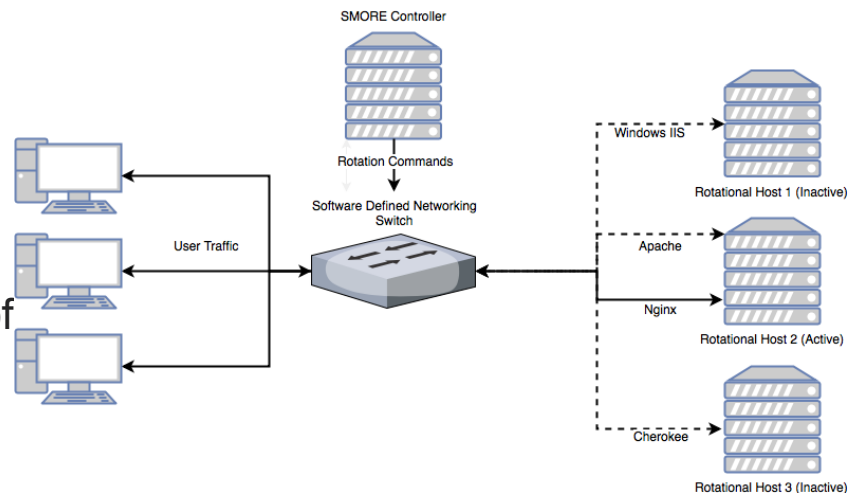 SMORE Controller
Rotation Commands
Software Defined Networking
Switch
User Traffic
of
Windows IIS
Rotational Host 1 (Inactive)
Apache
Nginx
Rotational Host 2 (Active)
Cherokee
Rotational Host 3 (Inactive)